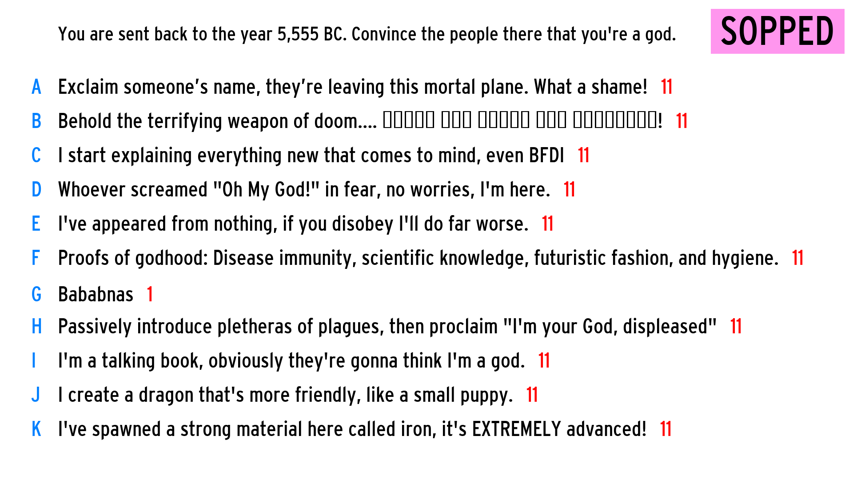 You are sent back to the year 5,555 BC. Convince the people there that you're a god.
SOPPED
A Exclaim someone’s name, they’re leaving this mortal plane. What a shame! 11
B Behold the terrifying weapon of doom.... ▯▯▯▯▯ ▯▯▯ ▯▯▯▯▯ ▯▯▯ ▯▯▯▯▯▯▯▯! 11
C I start explaining everything new that comes to mind, even BFDI 11
D Whoever screamed "Oh My God!" in fear, no worries, I'm here. 11
E I've appeared from nothing, if you disobey I'll do far worse. 11
F Proofs of godhood: Disease immunity, scientific knowledge, futuristic fashion, and hygiene. 11
G Bababnas 1
H Passively introduce pletheras of plagues, then proclaim "I'm your God, displeased" 11
I I'm a talking book, obviously they're gonna think I'm a god. 11
J I create a dragon that's more friendly, like a small puppy. 11
K I've spawned a strong material here called iron, it's EXTREMELY advanced! 11